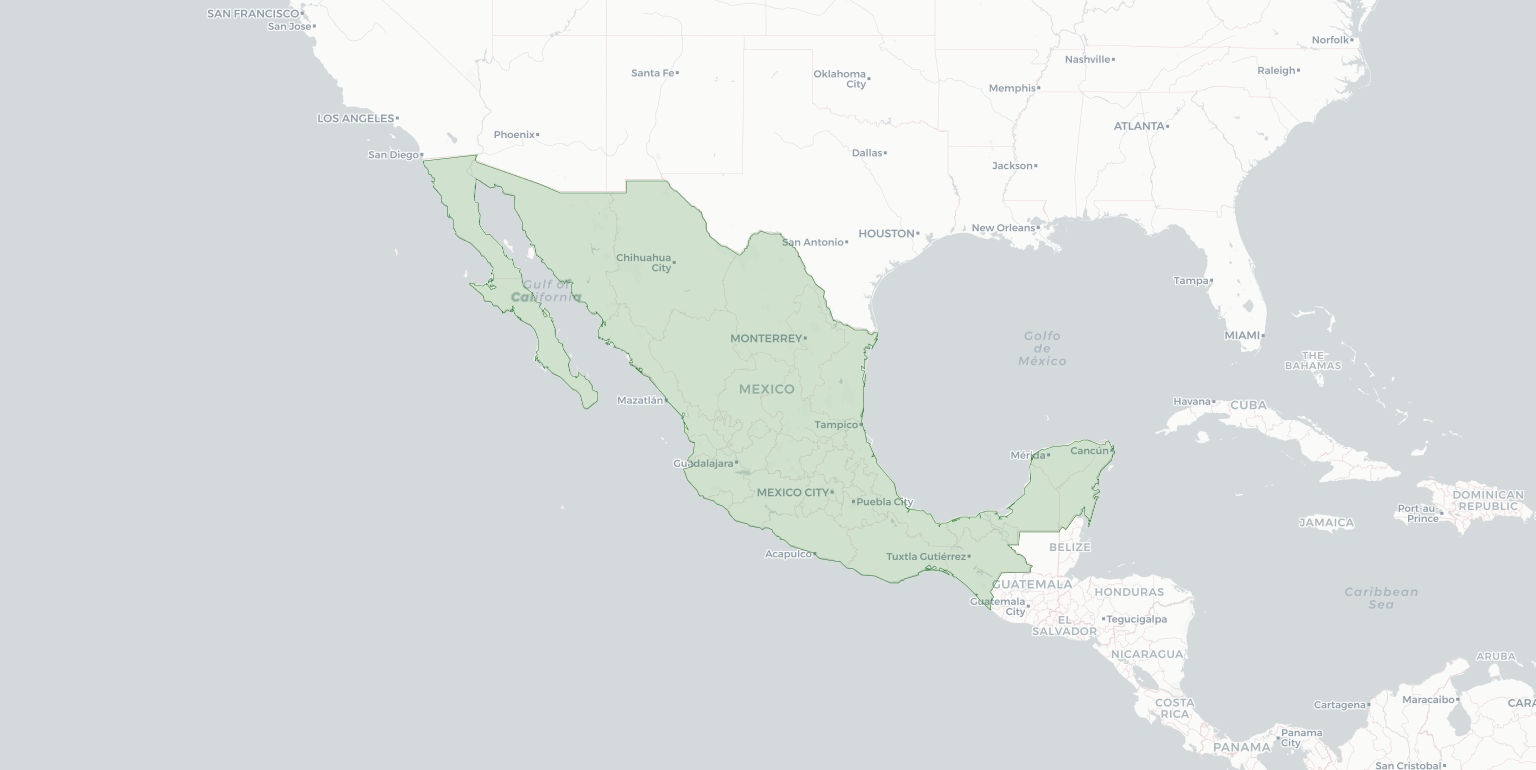 SAN FRANCISCO
San Jose
Norfolk
Nashville
Santa Fe
Oklahoma
City
Raleigh
Memphis
LOS ANGELES
ATLANTA
Phoenix
San Diego
Dallas
Jackson
New Orleans
HOUSTON
San Antonio
Chihuahua
City
Tampa
Gulf of
California
MONTERREY
Golfo
de
México
MIAMI
THE
BAHAMAS
MEXICO
Mazatlán
Havana
CUBA
Tampico
Guadalajara
Mérida
Cancún
MEXICO CITY
Puebla City
DOMINICAN
REPUBLIC
Port-au
Prince
JAMAICA
Acapulco
Tuxtla Gutiérrez
BELIZE
GUATEMALA
HONDURAS
Caribbean
Sea
Guatemala
City
EL
SALVADOR
Tegucigalpa
NICARAGUA
ARUBA
COSTA
RICA
Cartagena
Maracaibo
CARA
Panama
City
PANAMA
San Cristobal